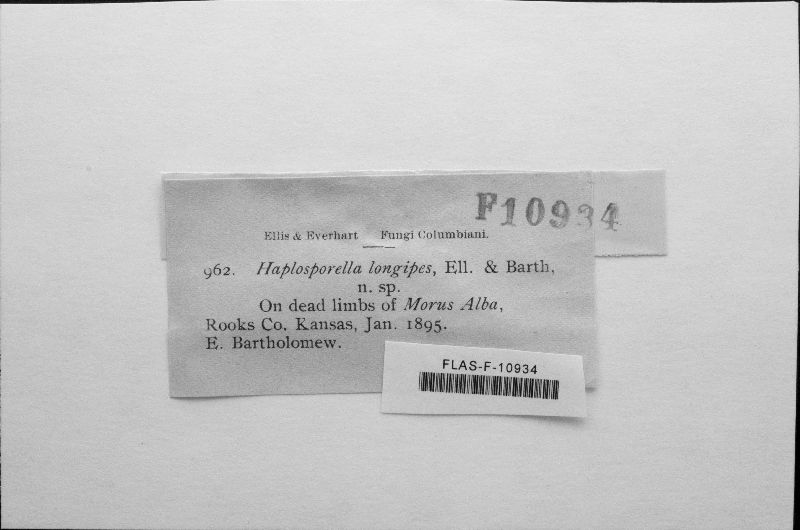 F10934
Ellis & Everhart Fungi Columbiani.
962. Haplosporella longipes, Ell. & Barth,
n. sp.
On dead limbs of Morus Alba,
Rooks Co. Kansas, Jan. 1895.
E. Bartholomew.
FLAS-F-10934